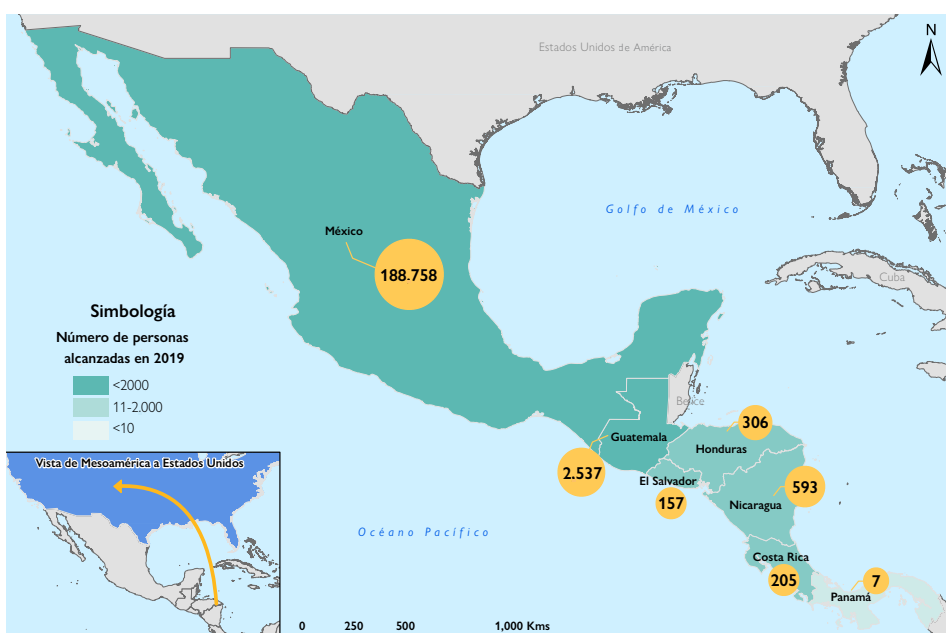 N
Estados Unidos de América
Golfo de México
México
188.758
Cuba
Simbología
Número de personas
alcanzadas en 2019
<2000
11-2.000
<10
Belice
306
Guatemala
Honduras
2.537
El Salvador
157
593
Nicaragua
Vista de Mesoamérica a Estados Unidos
Océano Pacífico
Costa Rica
205
7
Panamá
0 250 500 1,000 Kms